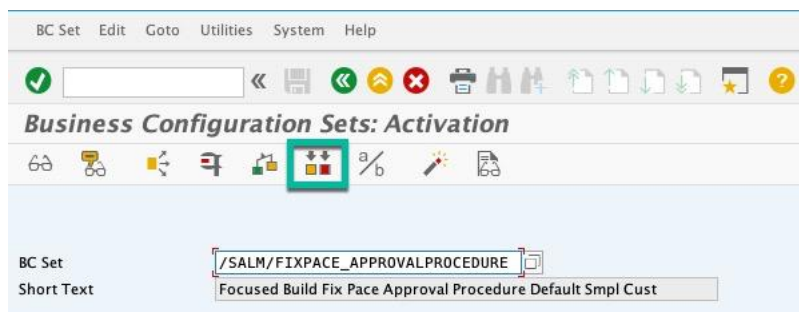 BC Set Edit Goto Utilities System Help
Business Configuration Sets: Activation
BC Set /SALM/FIXPACE_APPROVALPROCEDURE
Short Text Focused Build Fix Pace Approval Procedure Default Smpl Cust